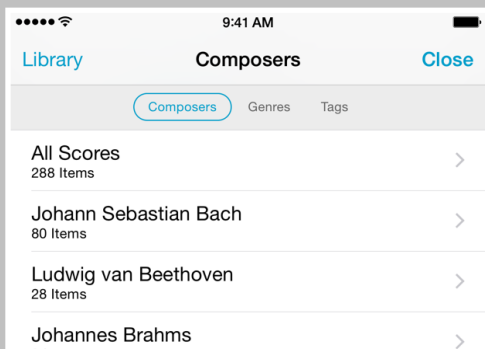 9:41 AM
Library Composers Close
Composers Genres Tags
All Scores
288 Items
Johann Sebastian Bach
80 Items
Ludwig van Beethoven
28 Items
Johannes Brahms